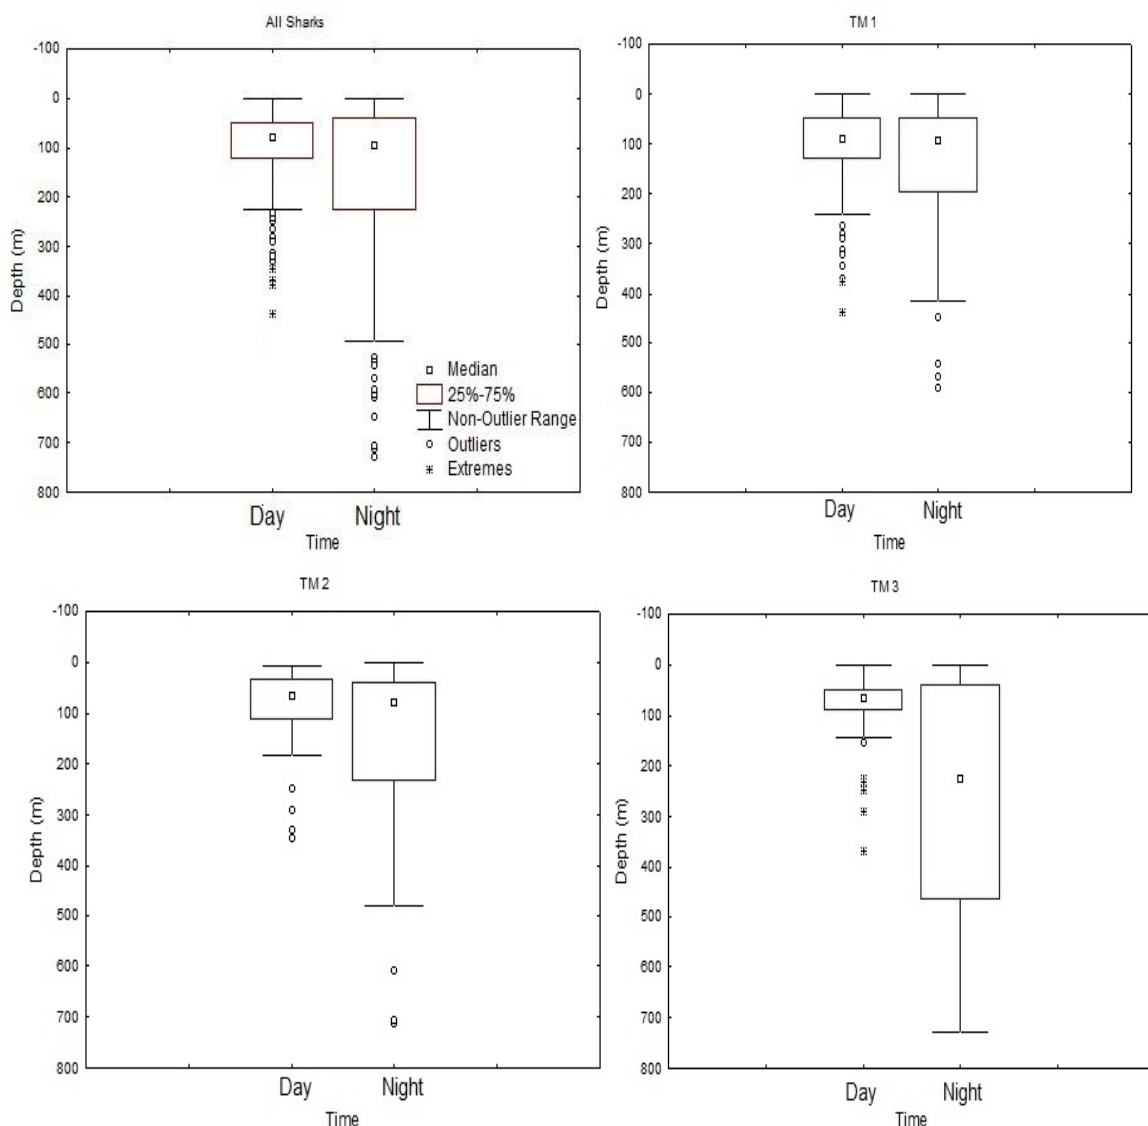 All Sharks
-100
0
100
200
300
400
500
600
700
800
Depth (m)
Median
25%-75%
Non-Outlier Range
Outliers
Extremes
Day Night
Time
TM 1
-100
0
100
200
300
400
500
600
700
800
Depth (m)
Day Night
Time
TM 2
-100
0
100
200
300
400
500
600
700
800
Depth (m)
Day Night
Time
TM 3
-100
0
100
200
300
400
500
600
700
800
Depth (m)
Day Night
Time